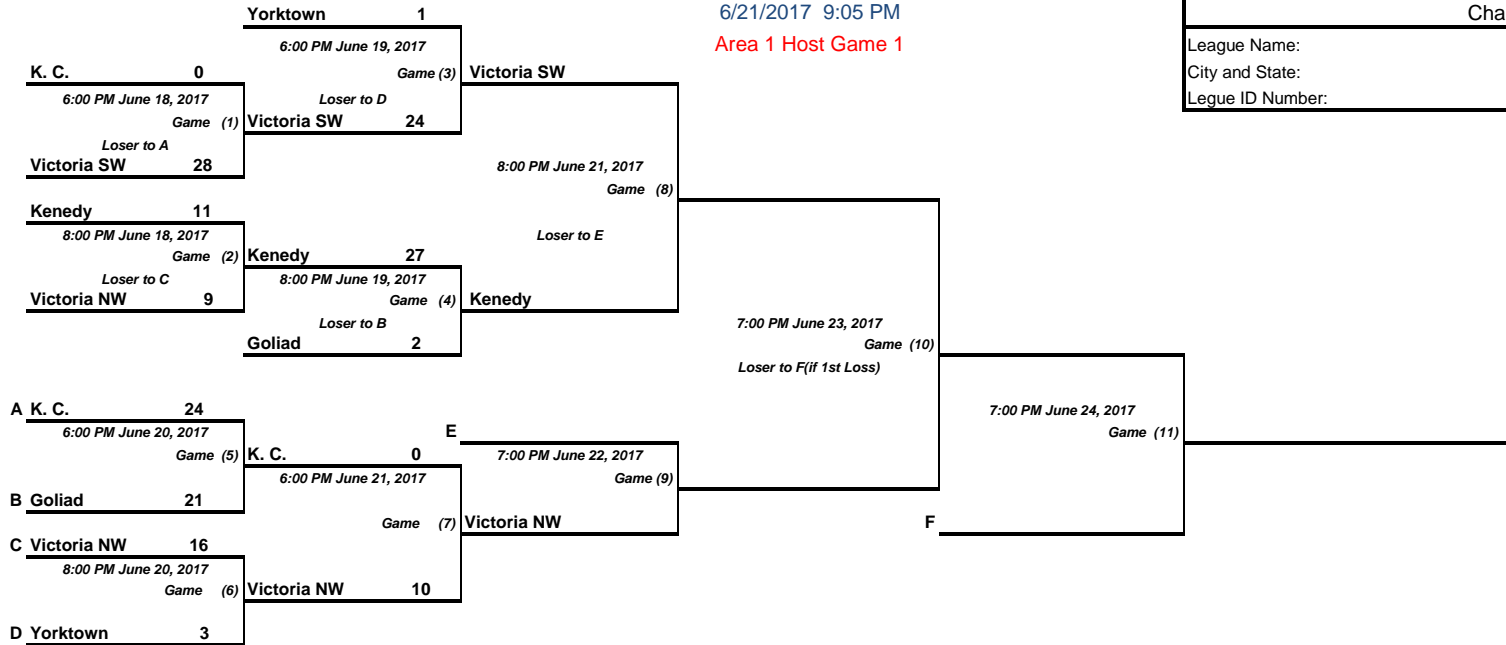 Yorktown 1
6/21/2017 9:05 PM
Cha
6:00 PM June 19, 2017
Area 1 Host Game 1
League Name:
K. C. 0
Game (3) Victoria SW
City and State:
6:00 PM June 18, 2017
Loser to D
Legue ID Number:
Game (1) Victoria SW 24
Loser to A
Victoria SW 28
8:00 PM June 21, 2017
Game (8)
Kenedy 11
8:00 PM June 18, 2017
Loser to E
Game (2) Kenedy 27
Loser to C
8:00 PM June 19, 2017
Victoria NW 9
Game (4) Kenedy
Loser to B
7:00 PM June 23, 2017
Goliad 2
Game (10)
Loser to F(if 1st Loss)
A K. C. 24
7:00 PM June 24, 2017
6:00 PM June 20, 2017
E
Game (11)
Game (5) K. C. 0
7:00 PM June 22, 2017
6:00 PM June 21, 2017
Game (9)
B Goliad 21
Game (7) Victoria NW
F
C Victoria NW 16
8:00 PM June 20, 2017
Game (6) Victoria NW 10
D Yorktown 3